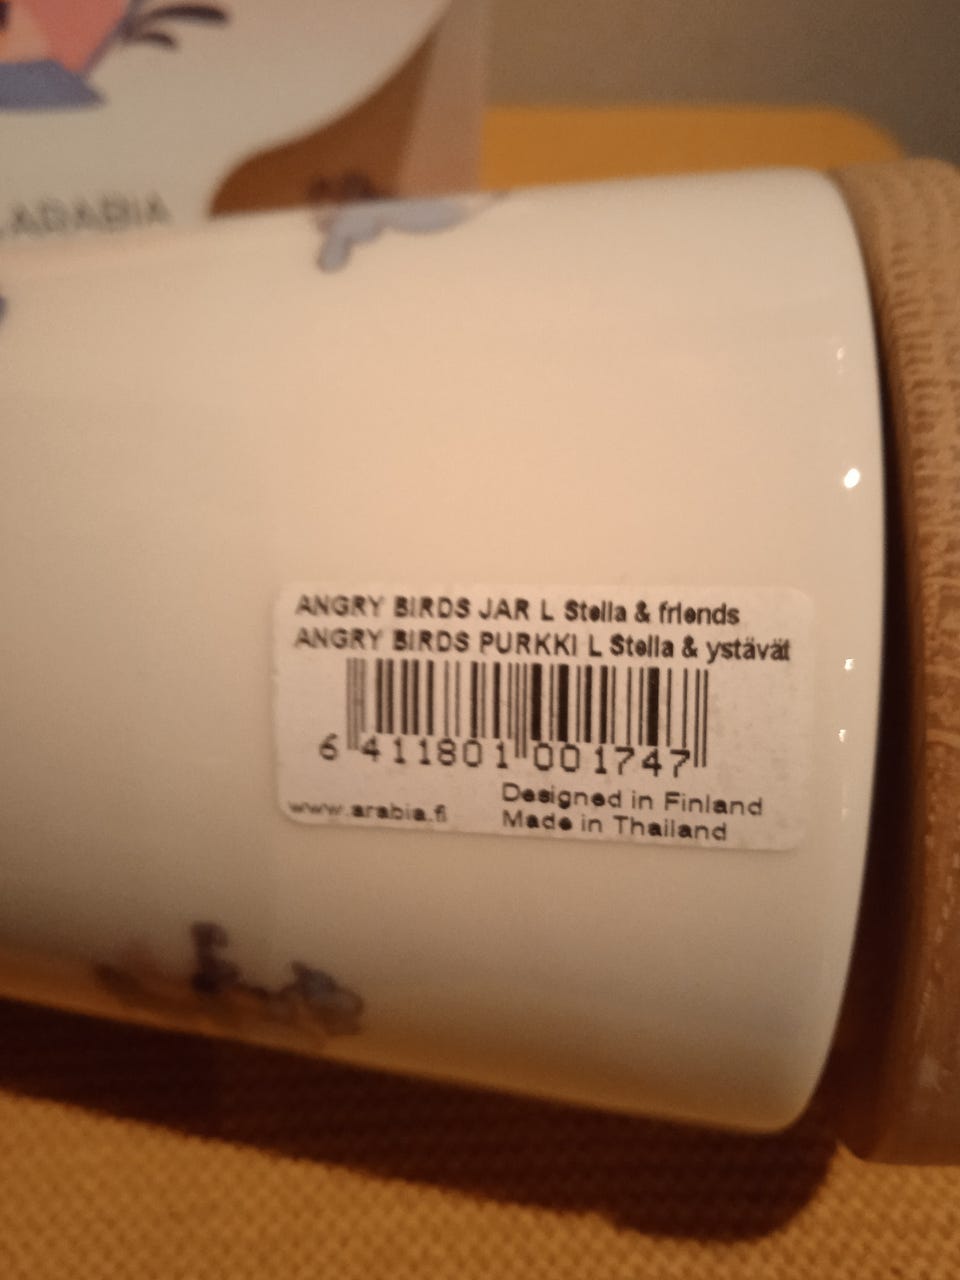 ARABIA
ANGRY BIRDS JAR L Stella & friends
ANGRY BIRDS PURKKI L Stella & ystävät
6 411801 001747
www.arabia.fi
Designed in Finland
Made in Thailand